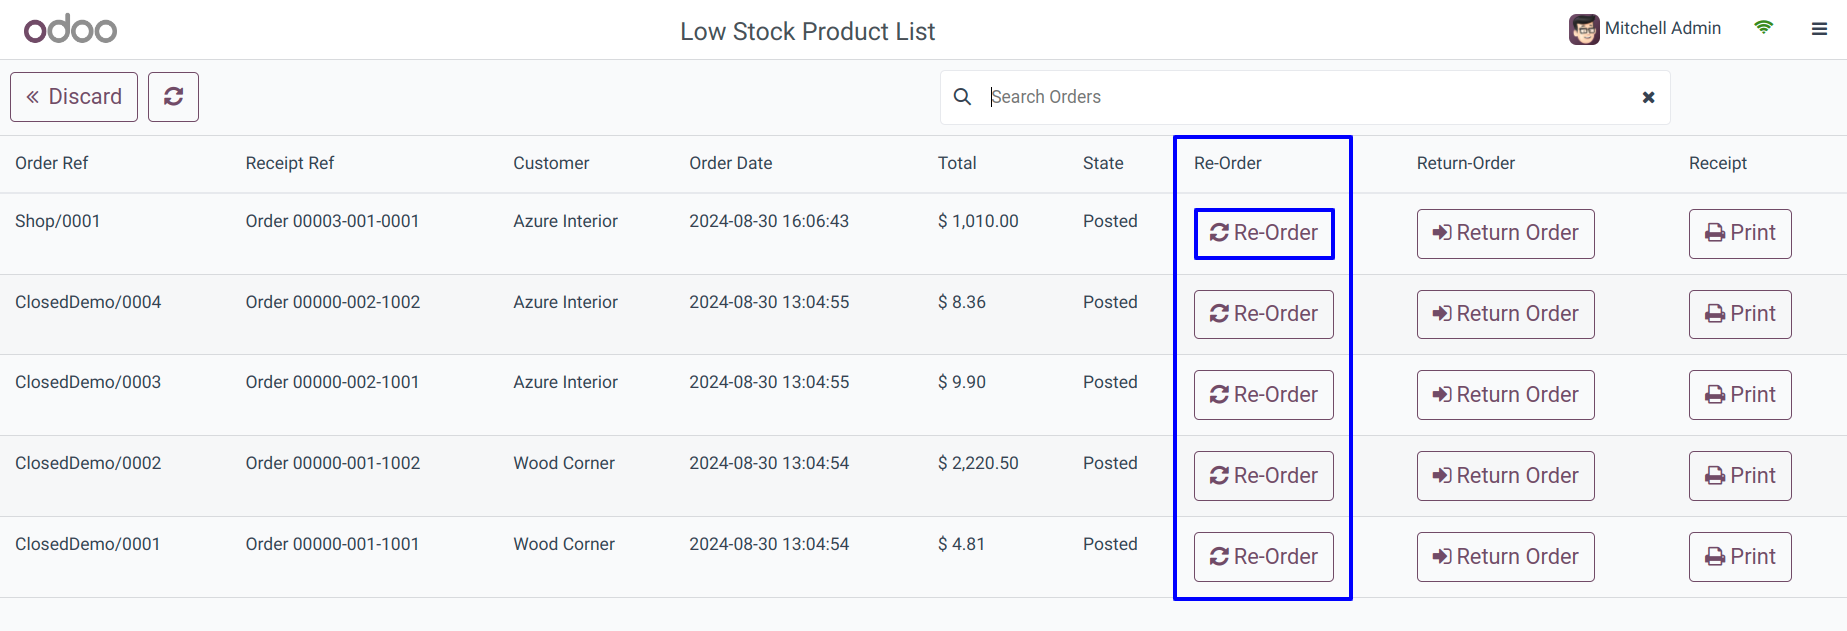 odoo Low Stock Product List Mitchell Admin
Discard Search Orders
Order Ref Receipt Ref Customer Order Date Total State Re-Order Return-Order Receipt
Shop/0001 Order 00003-001-0001 Azure Interior 2024-08-30 16:06:43 $ 1,010.00 Posted Re-Order Return Order Print
ClosedDemo/0004 Order 00000-002-1002 Azure Interior 2024-08-30 13:04:55 $ 8.36 Posted Re-Order Return Order Print
ClosedDemo/0003 Order 00000-002-1001 Azure Interior 2024-08-30 13:04:55 $ 9.90 Posted Re-Order Return Order Print
ClosedDemo/0002 Order 00000-001-1002 Wood Corner 2024-08-30 13:04:54 $ 2,220.50 Posted Re-Order Return Order Print
ClosedDemo/0001 Order 00000-001-1001 Wood Corner 2024-08-30 13:04:54 $ 4.81 Posted Re-Order Return Order Print